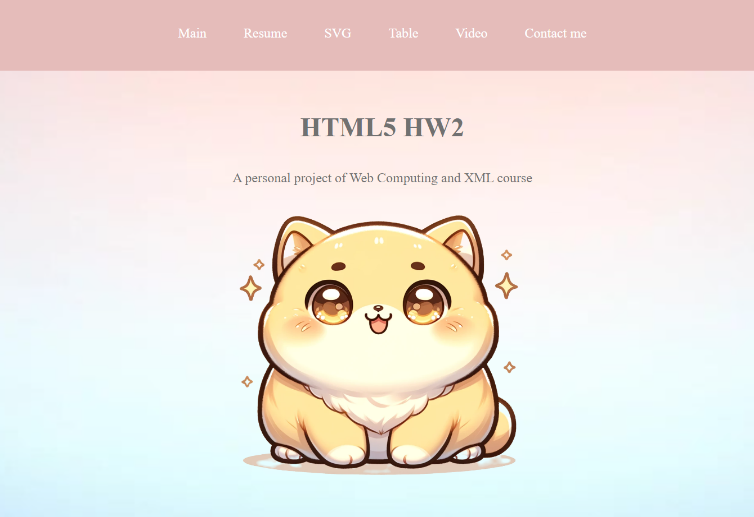 Main Resume SVG Table Video Contact me
HTML5 HW2
A personal project of Web Computing and XML course